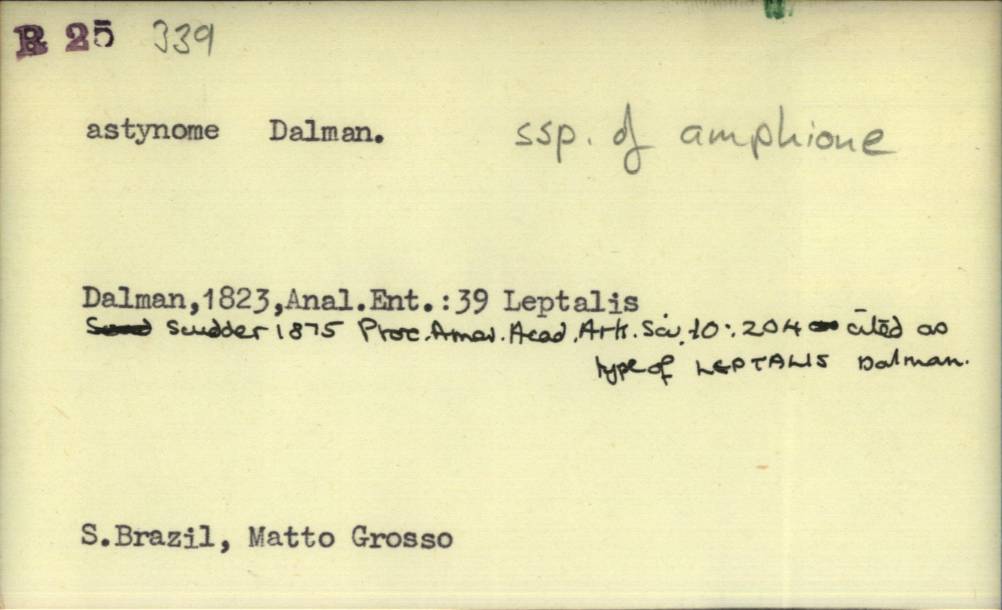 R 25 339
astynome Dalman. ssp. of amphione
Dalman,1823,Anal.Ent.:39 Leptalis
Scudder 1875 Proc. Amer. Acad. Arts. Sci. 10: 204 cited as
type of LEPTALIS Dalman.
S.Brazil, Matto Grosso